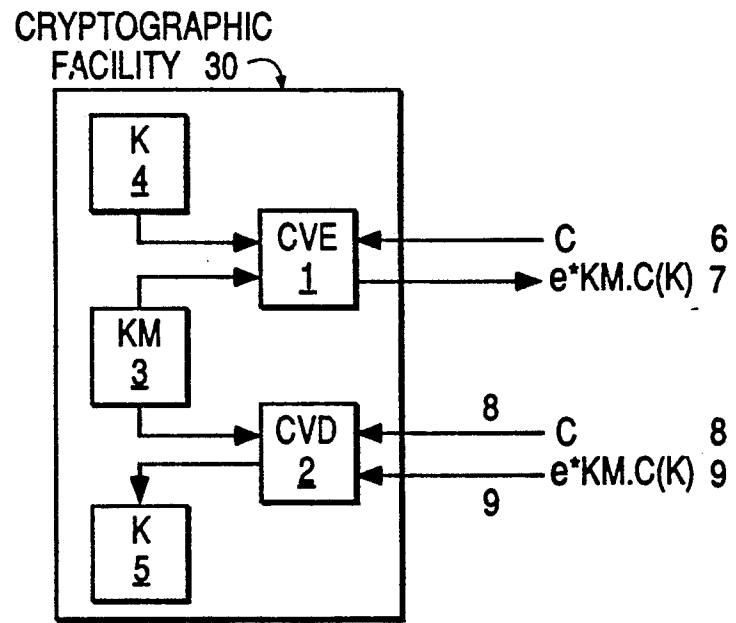 CRYPTOGRAPHIC
FACILITY 30
K
4
CVE
1
C 6
e*KM.C(K) 7
KM
3
CVD
2
8
C 8
e*KM.C(K) 9
9
K
5